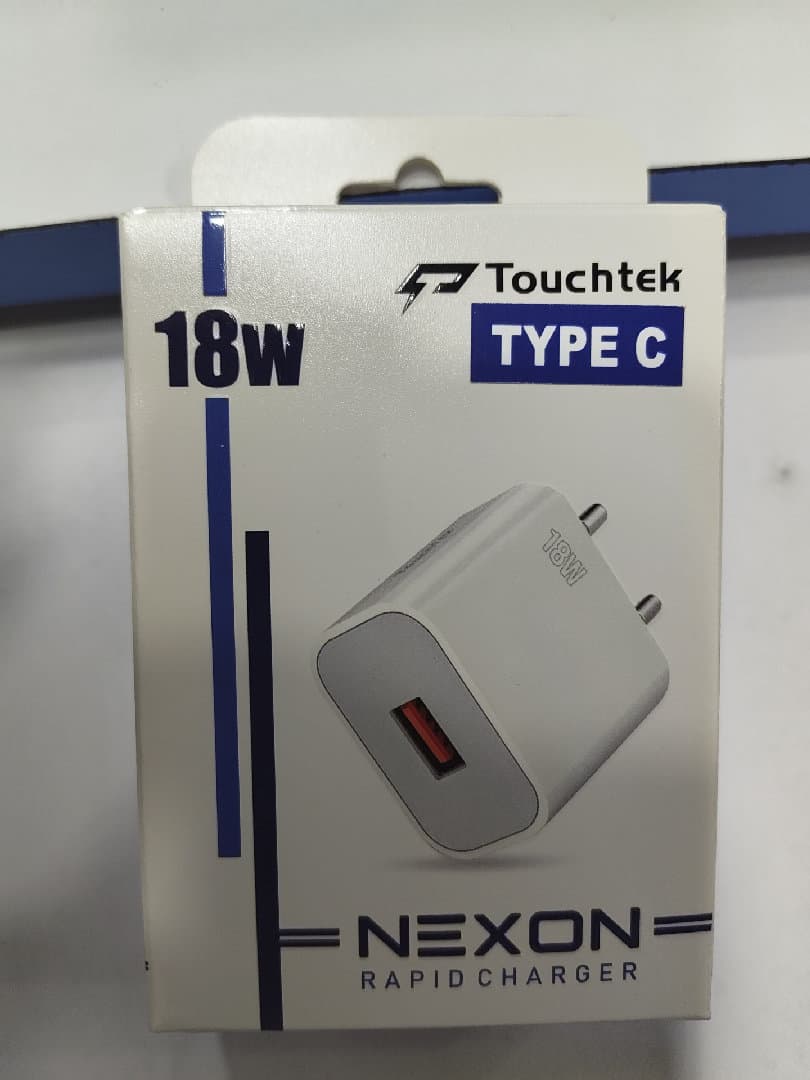 Touchtek
18W
TYPE C
18W
NEXON
RAPID CHARGER